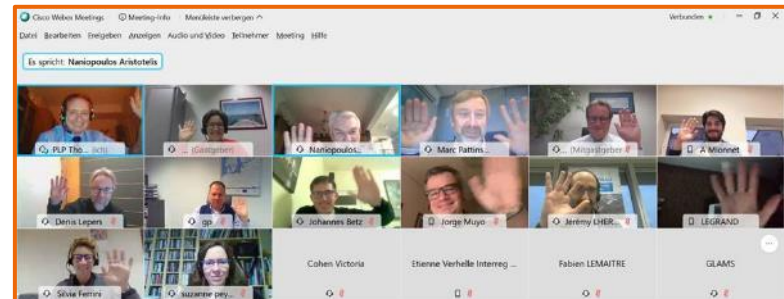 Cisco Webex Meetings Meeting-Info Menüleiste verbergen Verbunden
Datei Bearbeiten Freigeben Anzeigen Audio und Video Teilnehmer Meeting Hilfe
Es spricht: Naniopoulos Aristotelis
PLP Tho... (ich) ... (Gastgeber) Naniopoulos... Marc Pattins... ... (Mitgastgeber A Mionnet
Denis Lepers gp Johannes Betz Jorge Muyo Jérémy LHER... LEGRAND
Silvia Ferrini suzanne pey... Cohen Victoria Etienne Verhelle Interreg ... Fabien LEMAITRE GLAMS